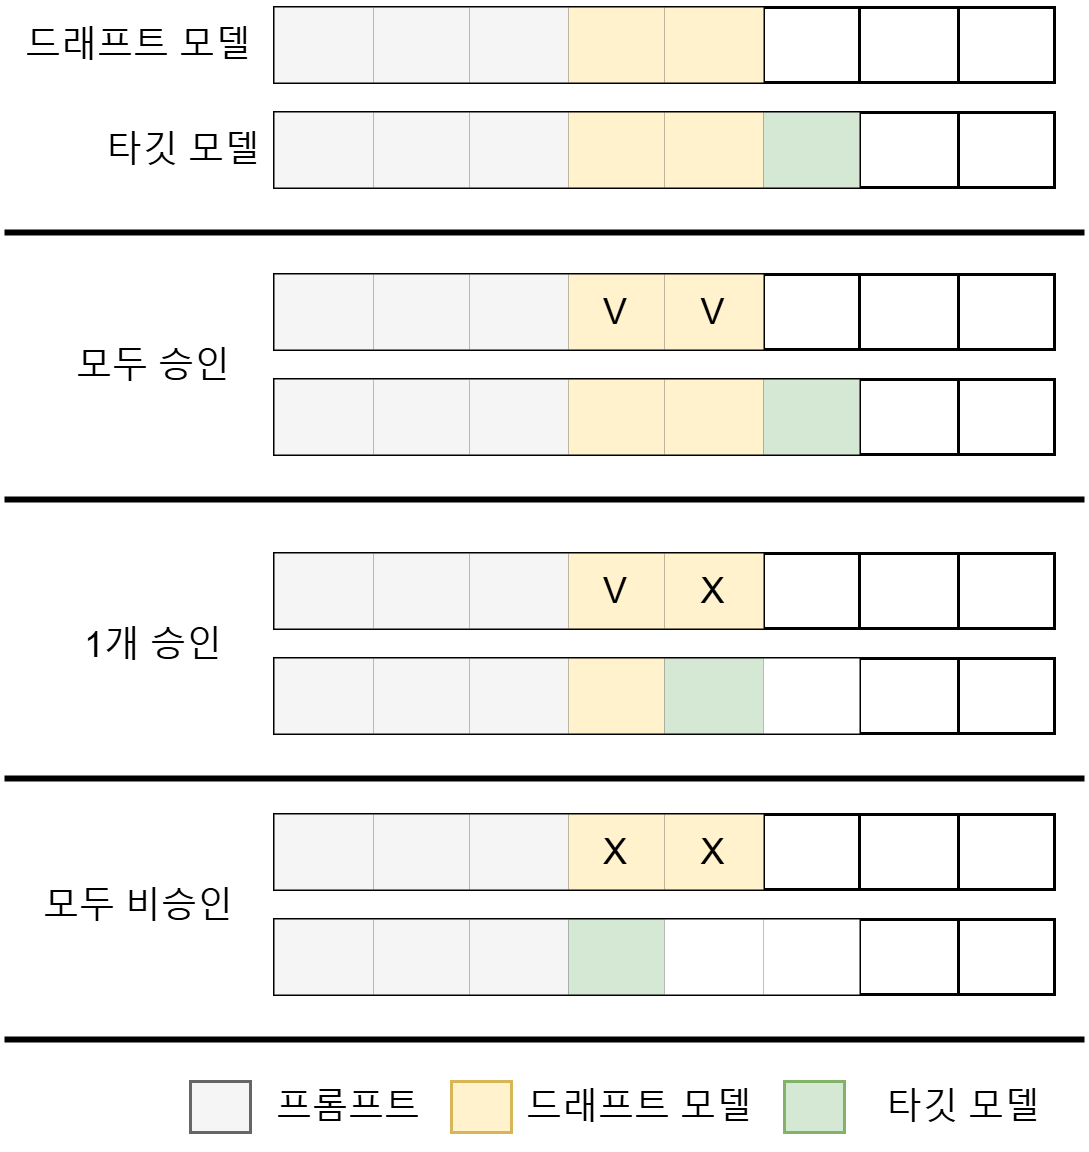 드래프트 모델
타깃 모델
V V
모두 승인
V X
1개 승인
X X
모두 비승인
프롬프트 드래프트 모델 타깃 모델